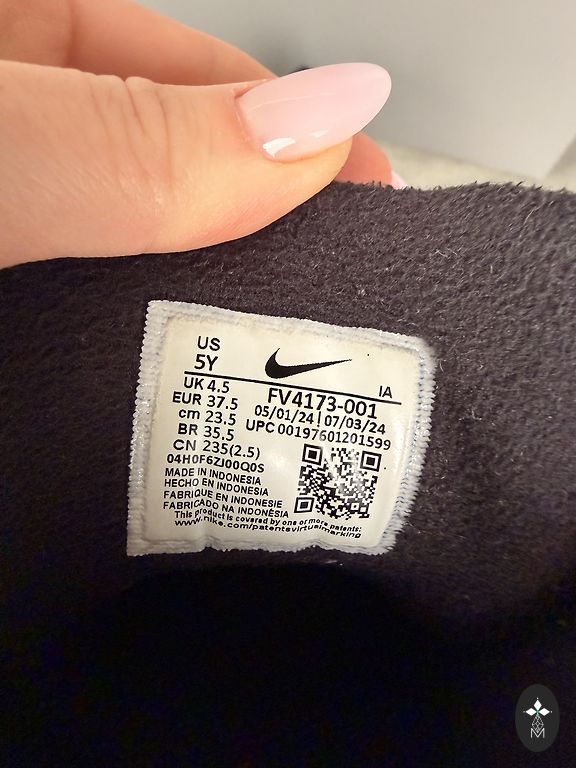 US
5Y
IA
UK 4.5
EUR 37.5
cm 23.5
BR 35.5
CN 235(2.5)
FV4173-001
05/01/24 | 07/03/24
UPC 00197601201599
04H0F6ZJ00Q0S
MADE IN INDONESIA
HECHO EN INDONESIA
FABRIQUE EN INDONESIE
FABRICADO NA INDONÉSIA
This product is covered by one or more patents:
www.nike.com/patentsvirtualmarking
M